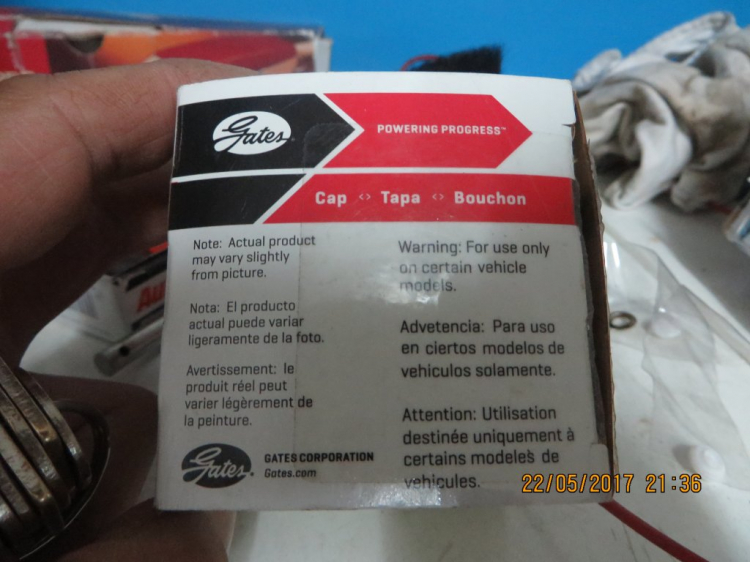 Gates
POWERING PROGRESS™
Cap <> Tapa <> Bouchon
Note: Actual product
may vary slightly
from picture.
Nota: El producto
actual puede variar
ligeramente de la foto.
Avertissement: le
produit réel peut
varier légèrement de
la peinture.
Warning: For use only
on certain vehicle
models.
Advetencia: Para uso
en ciertos modelos de
vehiculos solamente.
Attention: Utilisation
destinée uniquement à
certains modeles de
vehicules.
Gates
GATES CORPORATION
Gates.com
AU
22/05/2017 21:36